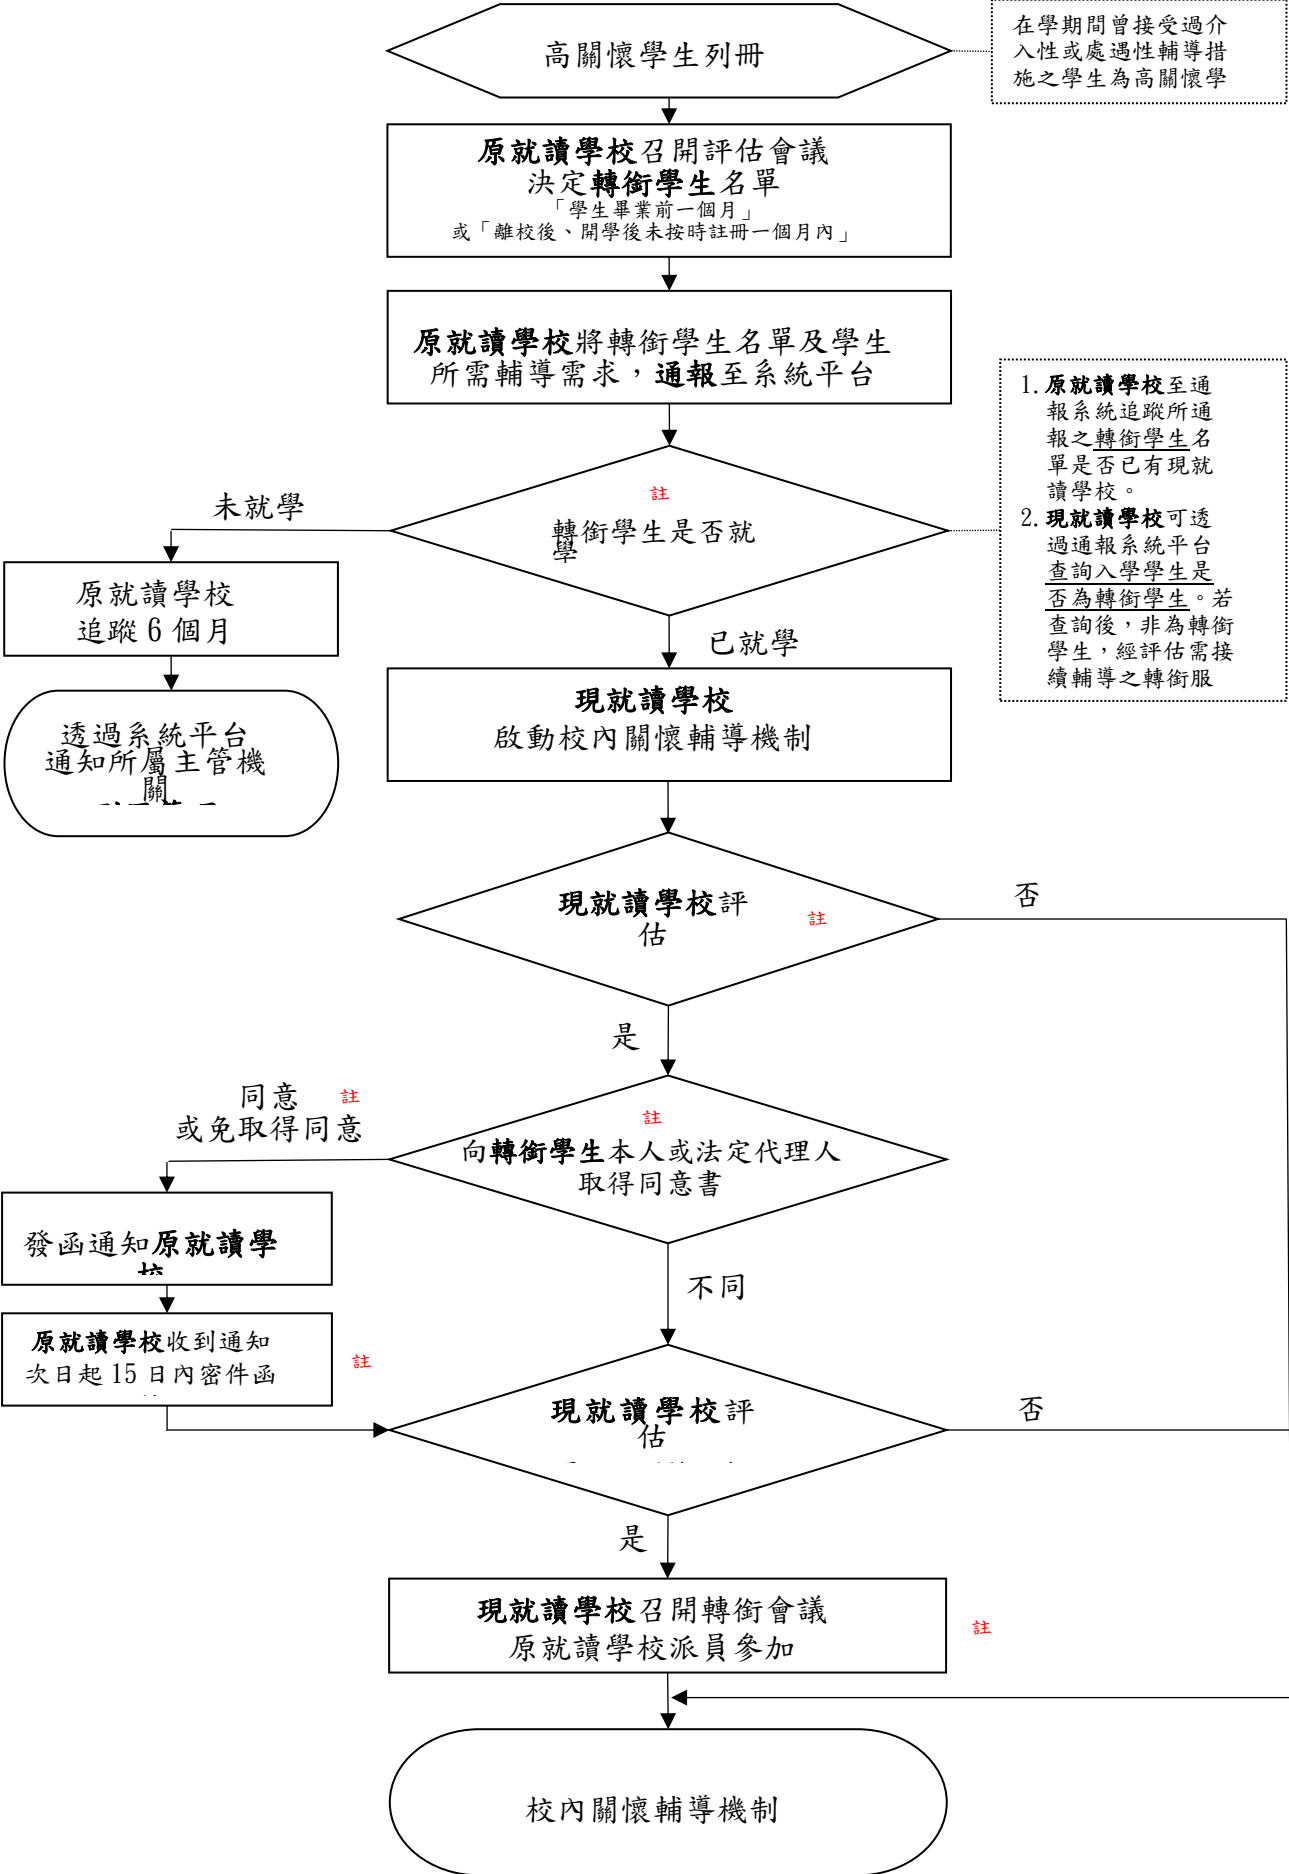 高關懷學生列冊
在學期間曾接受過介
入性或處遇性輔導措
施之學生為高關懷學
原就讀學校召開評估會議
決定轉銜學生名單
「學生畢業前一個月」
或「離校後、開學後未按時註冊一個月內」
原就讀學校將轉銜學生名單及學生
所需輔導需求，通報至系統平台
1.原就讀學校至通
報系統追蹤所通
報之轉銜學生名
單是否已有現就
讀學校。
2.現就讀學校可透
過通報系統平台
查詢入學學生是
否為轉銜學生。若
查詢後，非為轉銜
學生，經評估需接
續輔導之轉銜服
註
轉銜學生是否就
學
未就學
原就讀學校
追蹤6個月
透過系統平台
通知所屬主管機
關
已就學
現就讀學校
啟動校內關懷輔導機制
現就讀學校評
估
註
否
是
同意
註
或免取得同意
註
向轉銜學生本人或法定代理人
取得同意書
發函通知原就讀學
校
原就讀學校收到通知
次日起15日內密件函
註
不同
現就讀學校評
估
否
是
現就讀學校召開轉銜會議
原就讀學校派員參加
註
校內關懷輔導機制